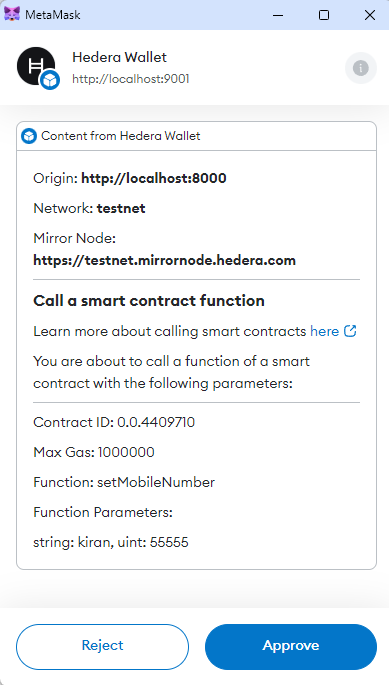 MetaMask
Hedera Wallet
http://localhost:9001
Content from Hedera Wallet
Origin: http://localhost:8000
Network: testnet
Mirror Node:
https://testnet.mirrornode.hedera.com
Call a smart contract function
Learn more about calling smart contracts here
You are about to call a function of a smart
contract with the following parameters:
Contract ID: 0.0.4409710
Max Gas: 1000000
Function: setMobileNumber
Function Parameters:
string: kiran, uint: 55555
Reject
Approve